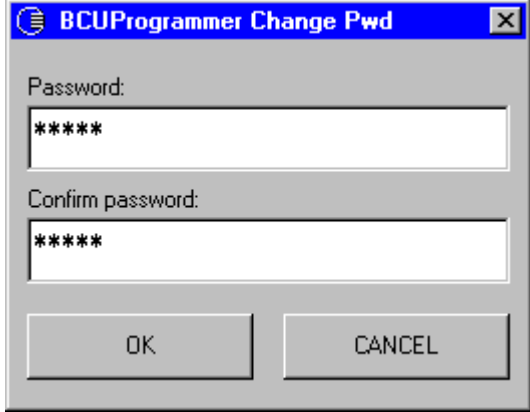 BCUProgrammer Change Pwd
Password:
*****
Confirm password:
*****
OK CANCEL